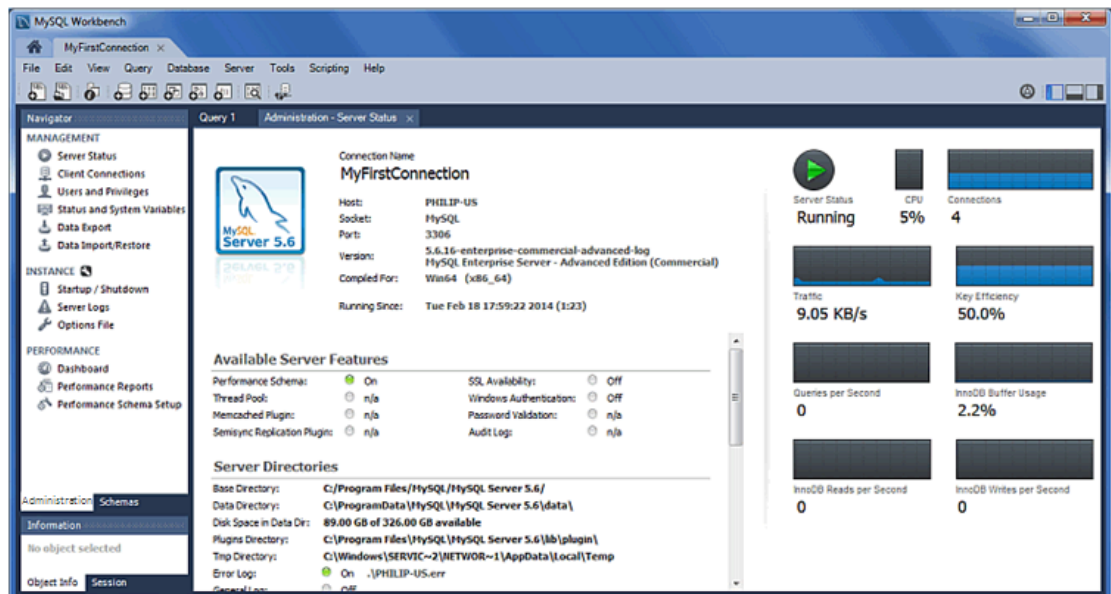 MySQL Workbench
MyFirstConnection ×
File Edit View Query Database Server Tools Scripting Help
Navigator
MANAGEMENT
Server Status
Client Connections
Users and Privileges
Status and System Variables
Data Export
Data Import/Restore
INSTANCE
Startup / Shutdown
Server Logs
Options File
PERFORMANCE
Dashboard
Performance Reports
Performance Schema Setup
Administration Schemas
Information
No object selected
Object Info Session
Query 1 Administration - Server Status ×
MySQL
Server 5.6
Connection Name
MyFirstConnection
Host: PHILIP-US
Socket: MySQL
Port: 3306
Version: 5.6.16-enterprise-commercial-advanced-log
MySQL Enterprise Server - Advanced Edition (Commercial)
Compiled For: Win64 (x86_64)
Running Since: Tue Feb 18 17:59:22 2014 (1:23)
Available Server Features
Performance Schema: On SSL Availability: Off
Thread Pool: n/a Windows Authentication: Off
Memcached Plugin: n/a Password Validation: n/a
Semisync Replication Plugin: n/a Audit Log: n/a
Server Directories
Base Directory: C:/Program Files/MySQL/MySQL Server 5.6/
Data Directory: C:\ProgramData\MySQL\MySQL Server 5.6\data\
Disk Space in Data Dir: 89.00 GB of 326.00 GB available
Plugins Directory: C:\Program Files\MySQL\MySQL Server 5.6\lib\plugin\
Tmp Directory: C:\Windows\SERVIC~2\NETWOR~1\AppData\Local\Temp
Error Log: On .\PHILIP-US.err
General Log: Off
Server Status CPU Connections
Running 5% 4
Traffic Key Efficiency
9.05 KB/s 50.0%
Queries per Second InnoDB Buffer Usage
0 2.2%
InnoDB Reads per Second InnoDB Writes per Second
0 0